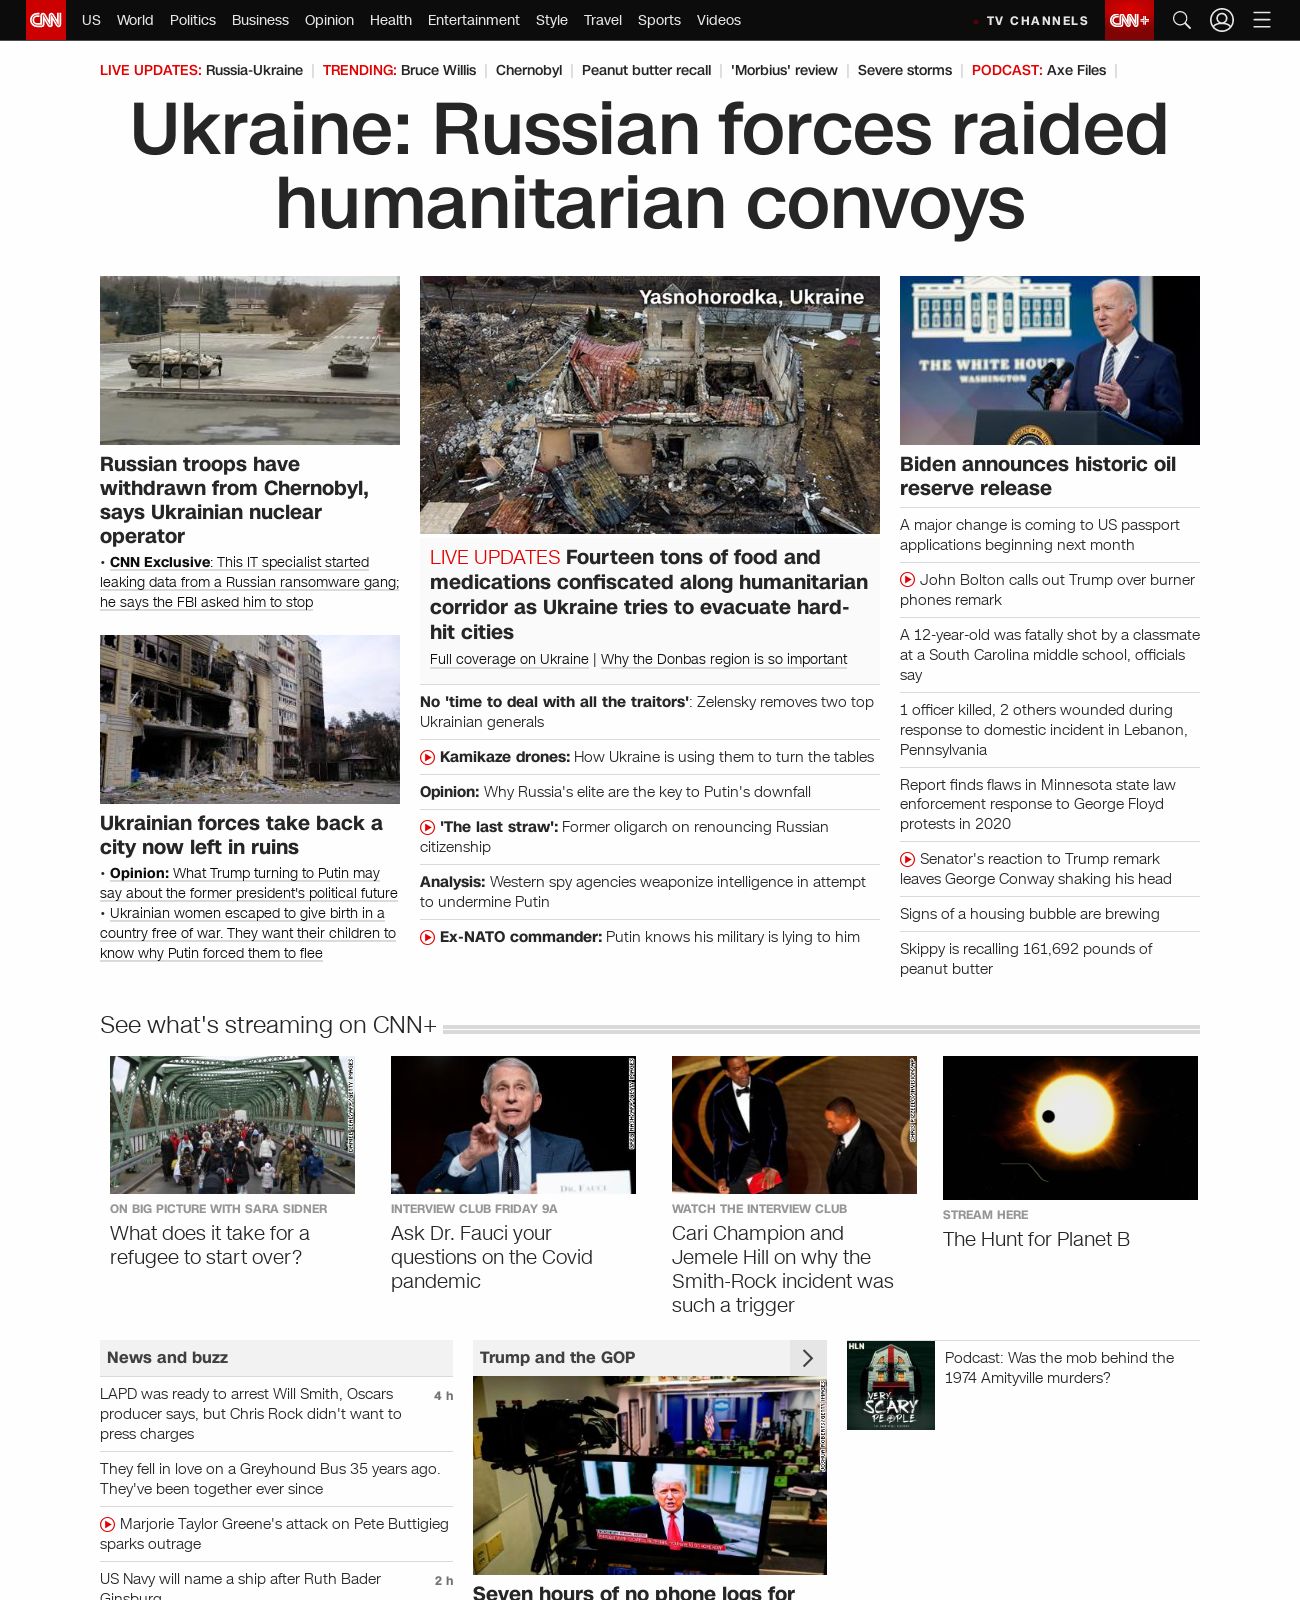 CNN US World Politics Business Opinion Health Entertainment Style Travel Sports Videos TV CHANNELS CNN+
LIVE UPDATES: Russia-Ukraine TRENDING: Bruce Willis Chernobyl Peanut butter recall 'Morbius' review Severe storms PODCAST: Axe Files
Ukraine: Russian forces raided
humanitarian convoys
Russian troops have
withdrawn from Chernobyl,
says Ukrainian nuclear
operator
• CNN Exclusive: This IT specialist started
leaking data from a Russian ransomware gang;
he says the FBI asked him to stop
Ukrainian forces take back a
city now left in ruins
• Opinion: What Trump turning to Putin may
say about the former president's political future
• Ukrainian women escaped to give birth in a
country free of war. They want their children to
know why Putin forced them to flee
Yasnohorodka, Ukraine
LIVE UPDATES Fourteen tons of food and
medications confiscated along humanitarian
corridor as Ukraine tries to evacuate hard-
hit cities
Full coverage on Ukraine | Why the Donbas region is so important
No 'time to deal with all the traitors': Zelensky removes two top
Ukrainian generals
Kamikaze drones: How Ukraine is using them to turn the tables
Opinion: Why Russia's elite are the key to Putin's downfall
'The last straw': Former oligarch on renouncing Russian
citizenship
Analysis: Western spy agencies weaponize intelligence in attempt
to undermine Putin
Ex-NATO commander: Putin knows his military is lying to him
THE WHITE HOUSE
WASHINGTON
Biden announces historic oil
reserve release
A major change is coming to US passport
applications beginning next month
John Bolton calls out Trump over burner
phones remark
A 12-year-old was fatally shot by a classmate
at a South Carolina middle school, officials
say
1 officer killed, 2 others wounded during
response to domestic incident in Lebanon,
Pennsylvania
Report finds flaws in Minnesota state law
enforcement response to George Floyd
protests in 2020
Senator's reaction to Trump remark
leaves George Conway shaking his head
Signs of a housing bubble are brewing
Skippy is recalling 161,692 pounds of
peanut butter
See what's streaming on CNN+
ON BIG PICTURE WITH SARA SIDNER
What does it take for a
refugee to start over?
DR. FAUCI
INTERVIEW CLUB FRIDAY 9A
Ask Dr. Fauci your
questions on the Covid
pandemic
WATCH THE INTERVIEW CLUB
Cari Champion and
Jemele Hill on why the
Smith-Rock incident was
such a trigger
STREAM HERE
The Hunt for Planet B
News and buzz
LAPD was ready to arrest Will Smith, Oscars 4 h
producer says, but Chris Rock didn't want to
press charges
They fell in love on a Greyhound Bus 35 years ago.
They've been together ever since
Marjorie Taylor Greene's attack on Pete Buttigieg
sparks outrage
US Navy will name a ship after Ruth Bader 2 h
Ginsburg
Trump and the GOP
Seven hours of no phone logs for
HLN
VERY
SCARY
PEOPLE
Podcast: Was the mob behind the
1974 Amityville murders?